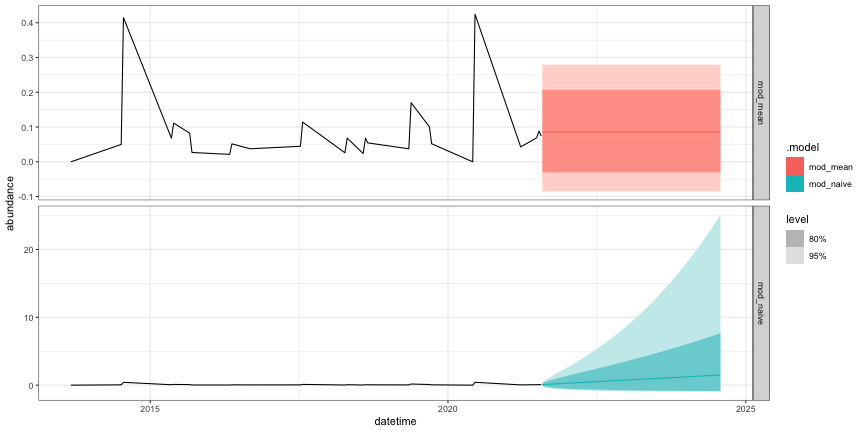 0.4
0.3
0.2
0.1
0.0
-0.1
mod_mean
20
10
0
mod_naive
2015
2020
2025
datetime
abundance
.model
mod_mean
mod_naive
level
80%
95%